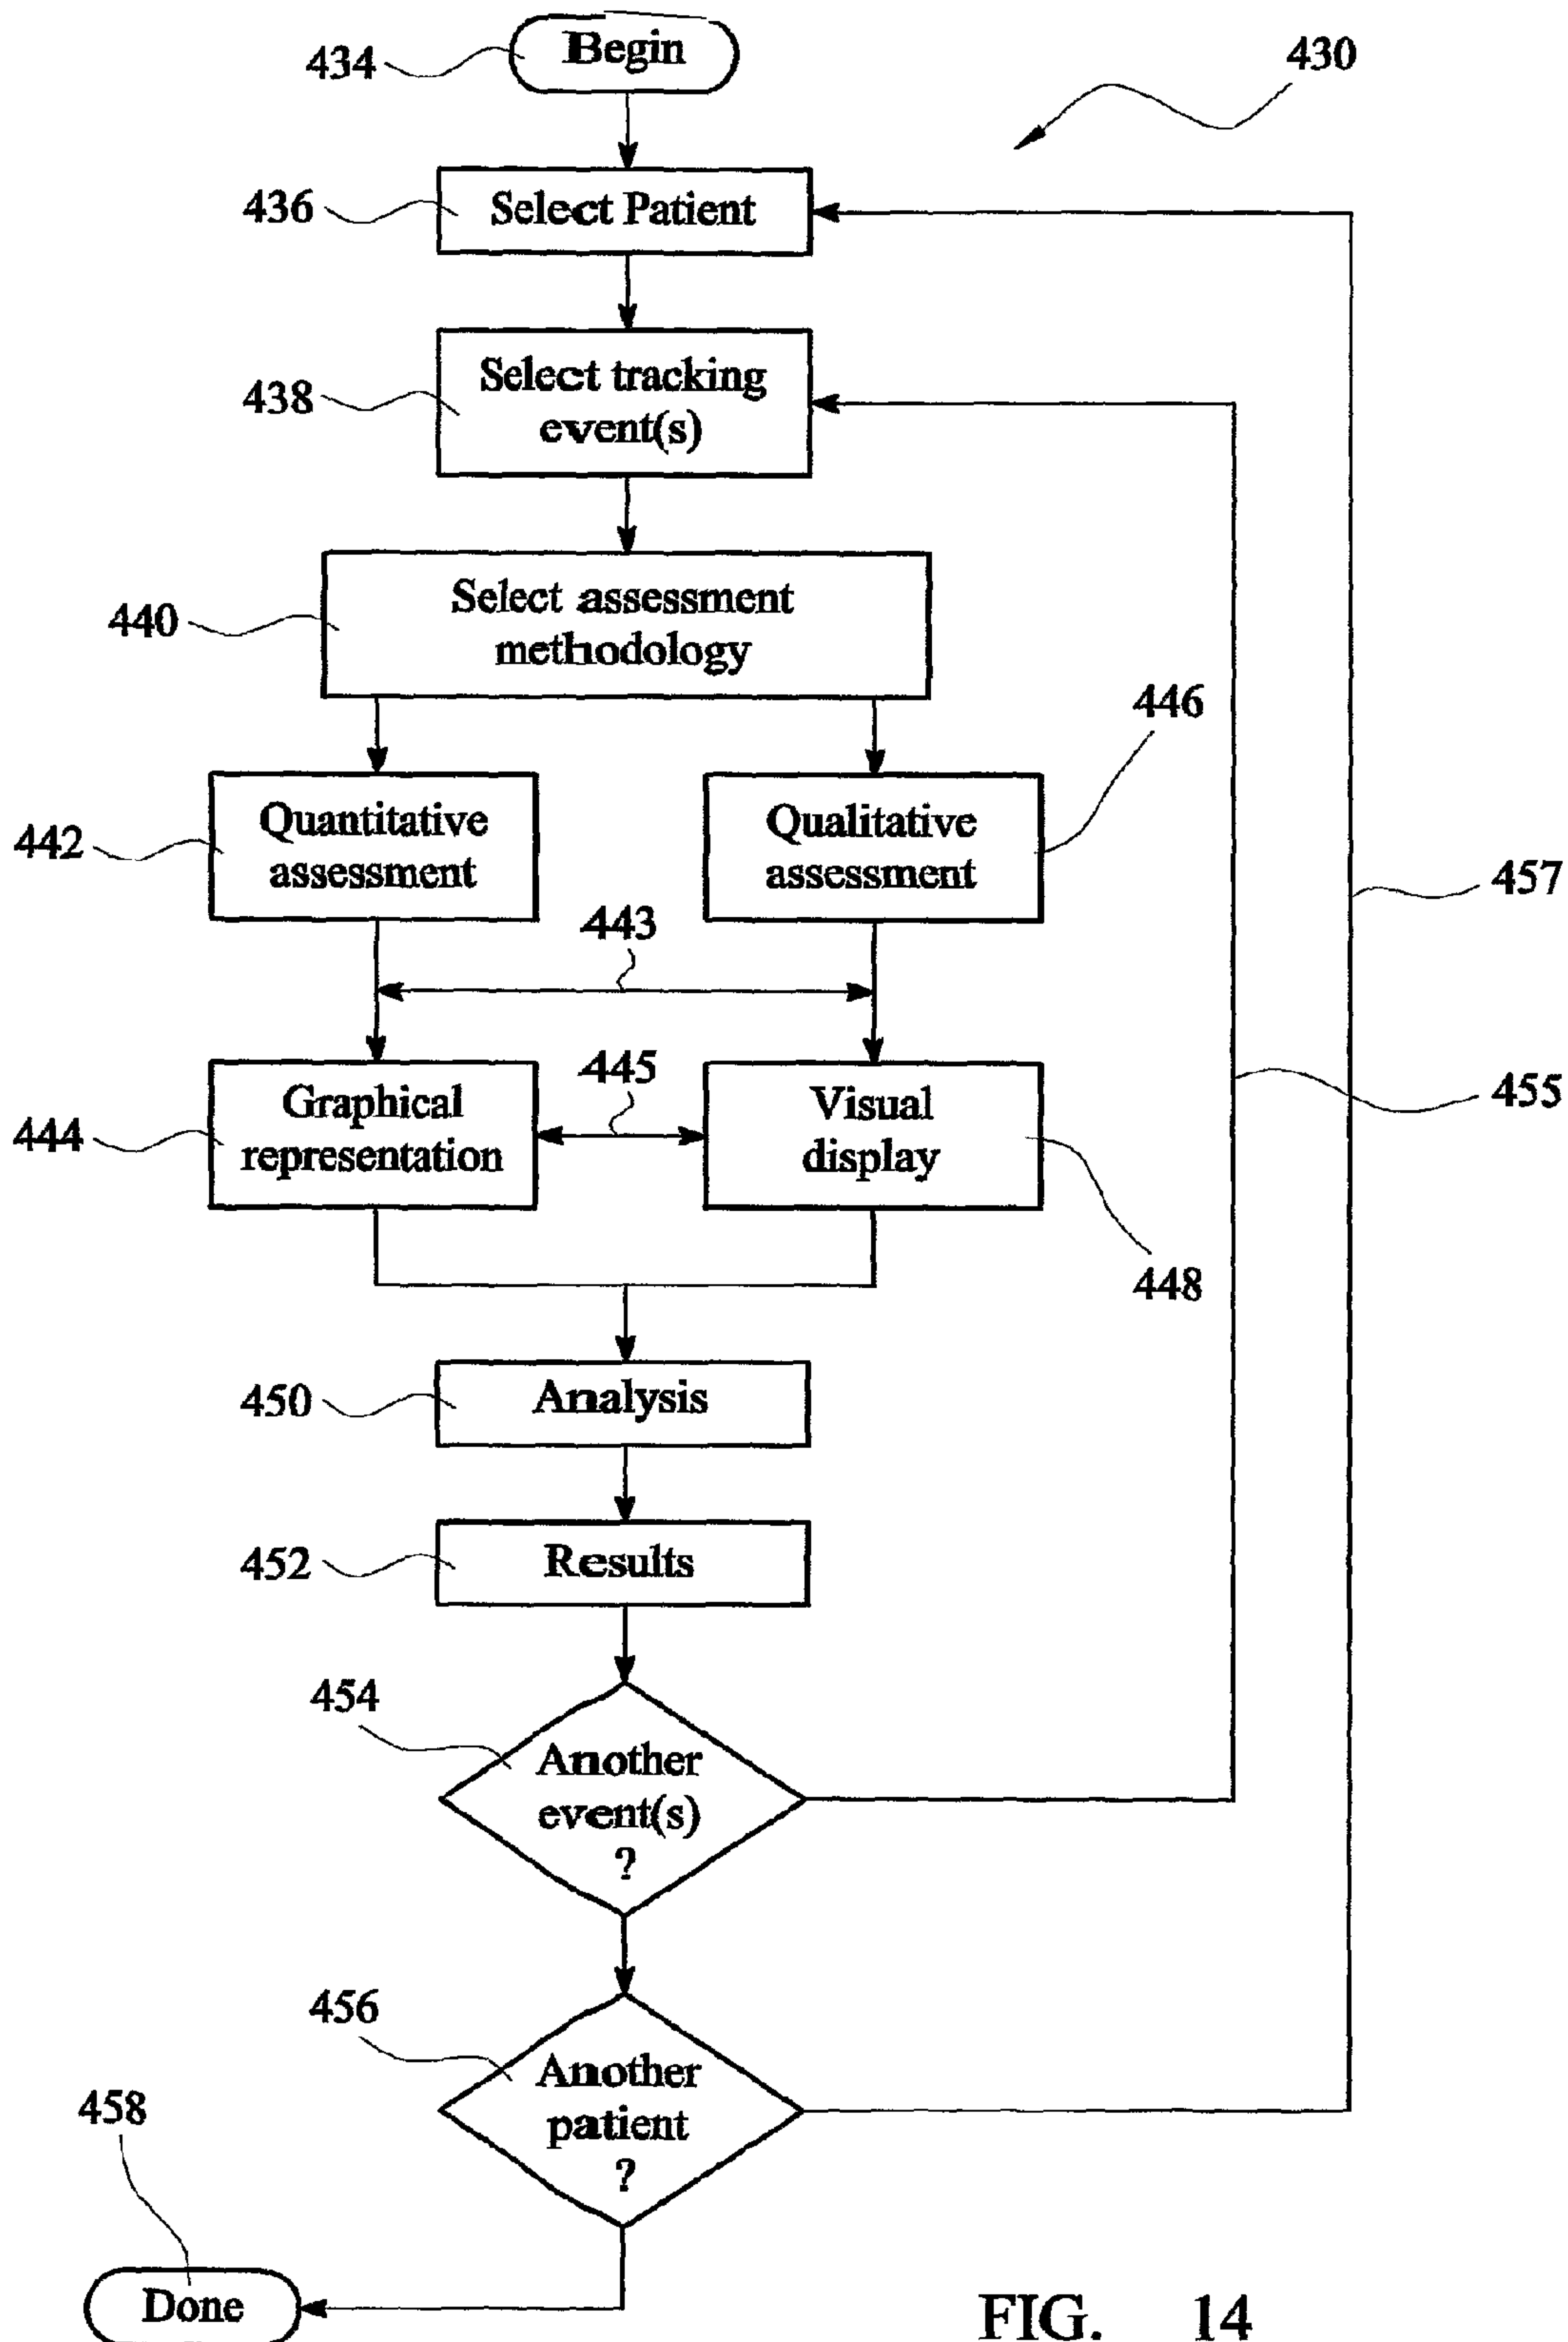 Begin
434
430
436
Select Patient
438
Select tracking
event(s)
440
Select assessment
methodology
446
442
Quantitative
assessment
Qualitative
assessment
457
443
445
455
444
Graphical
representation
Visual
display
448
450
Analysis
452
Results
454
Another
event(s)
?
456
Another
patient
?
458
Done
FIG. 14